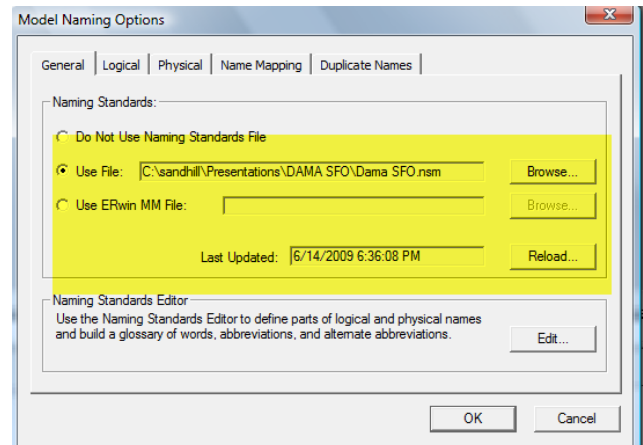 Model Naming Options
General Logical Physical Name Mapping Duplicate Names
Naming Standards:
Do Not Use Naming Standards File
Use File: C:\sandhill\Presentations\DAMA SFO\Dama SFO.nsm Browse...
Use ERwin MM File: Browse...
Last Updated: 6/14/2009 6:36:08 PM Reload...
Naming Standards Editor
Use the Naming Standards Editor to define parts of logical and physical names
and build a glossary of words, abbreviations, and alternate abbreviations. Edit...
OK Cancel